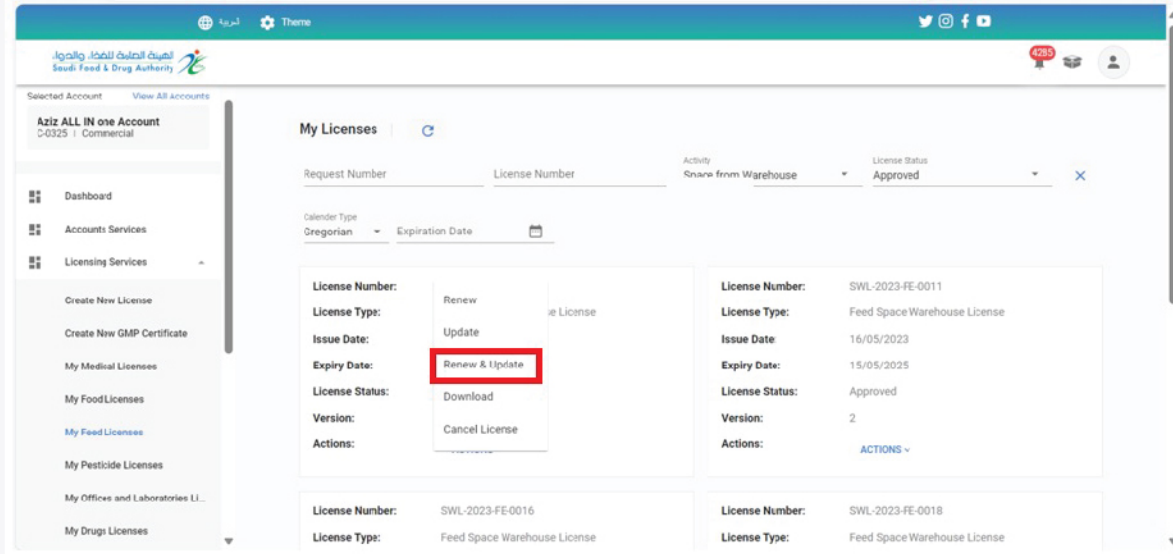 العربية Theme
Saudi Food & Drug Authority
4285
Selected Account View All Accounts
Aziz ALL IN one Account
C-0325 | Commercial
Dashboard
Accounts Services
Licensing Services
Create New License
Create New GMP Certificate
My Medical Licenses
My Food Licenses
My Feed Licenses
My Pesticide Licenses
My Offices and Laboratories Li...
My Drugs Licenses
My Licenses
Request Number
License Number
Activity
Space from Warehouse
License Status
Approved
Calender Type
Gregorian
Expiration Date
License Number:
License Type: se License
Issue Date:
Expiry Date:
License Status:
Version:
Actions:
Renew
Update
Renew & Update
Download
Cancel License
License Number: SWL-2023-FE-0011
License Type: Feed Space Warehouse License
Issue Date: 16/05/2023
Expiry Date: 15/05/2025
License Status: Approved
Version: 2
Actions: ACTIONS
License Number: SWL-2023-FE-0016
License Type: Feed Space Warehouse License
License Number: SWL-2023-FE-0018
License Type: Feed Space Warehouse License